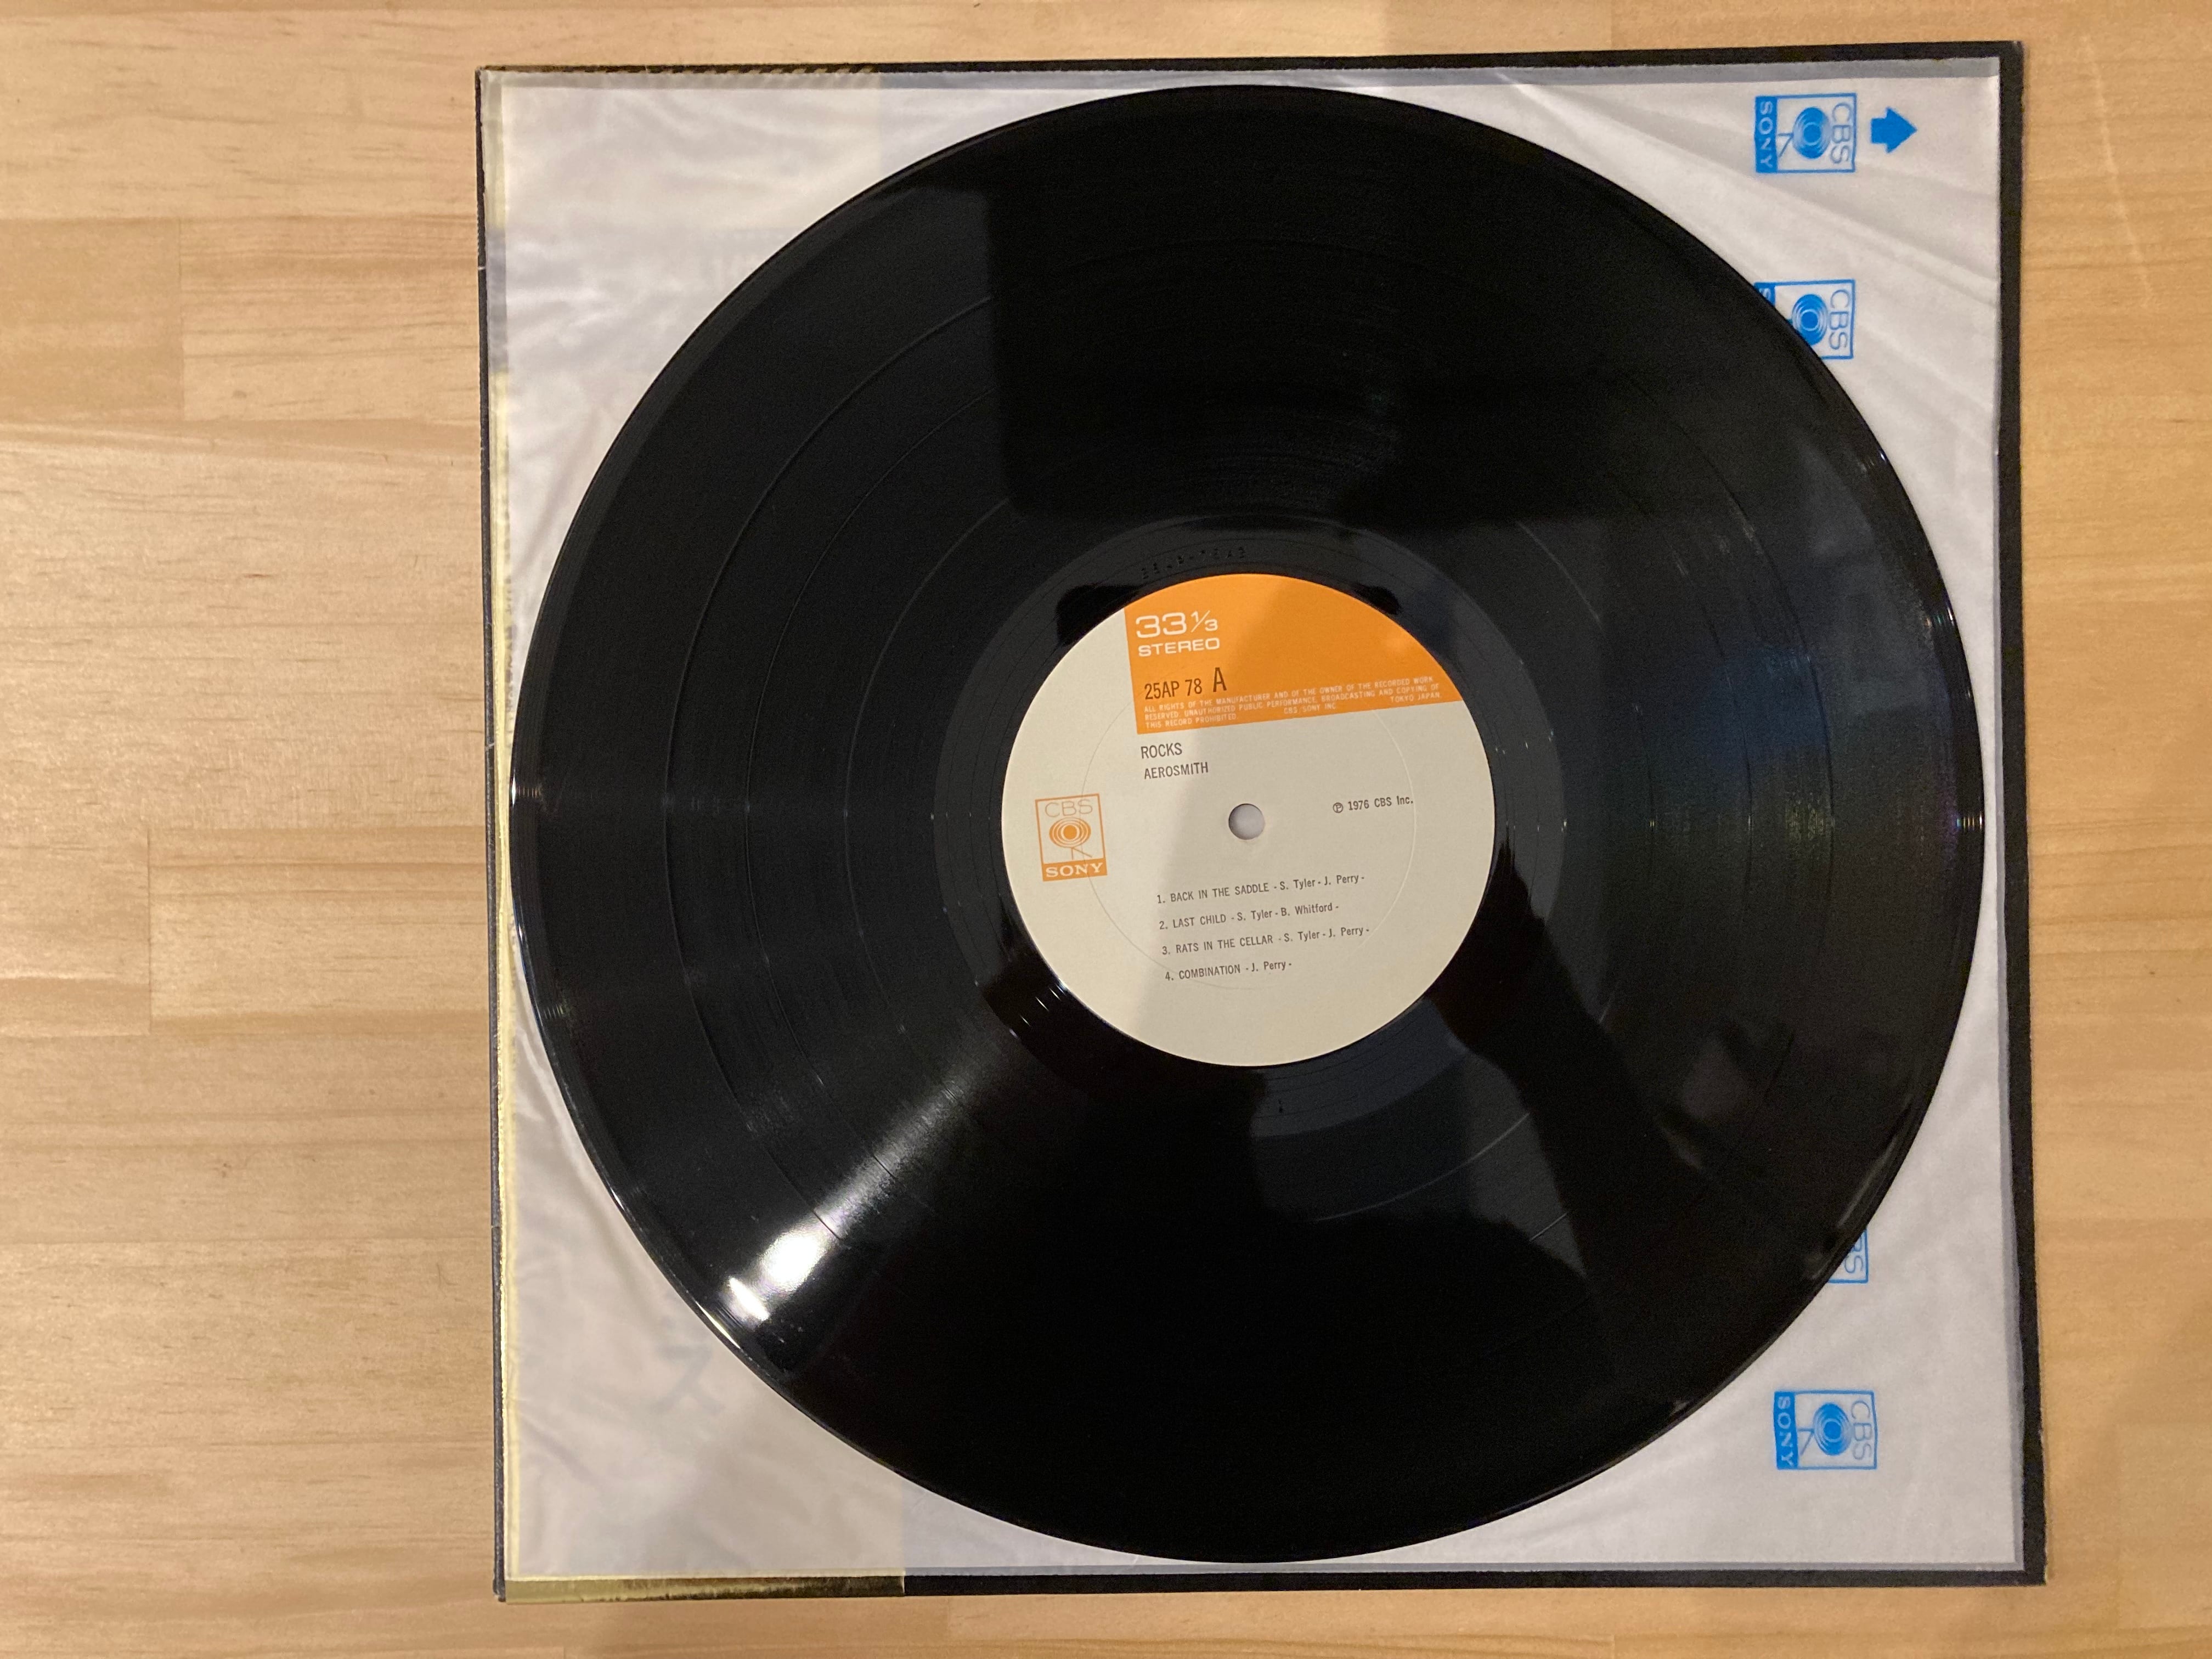 33 1/3
STEREO
25AP 78 A
ALL RIGHTS OF THE MANUFACTURER AND OF THE OWNER OF THE RECORDED WORK
RESERVED. UNAUTHORIZED PUBLIC PERFORMANCE, BROADCASTING AND COPYING OF
THIS RECORD PROHIBITED. CBS/SONY INC. TOKYO JAPAN
ROCKS
AEROSMITH
CBS
SONY
℗ 1976 CBS Inc.
1. BACK IN THE SADDLE - S. Tyler - J. Perry -
2. LAST CHILD - S. Tyler - B. Whitford -
3. RATS IN THE CELLAR - S. Tyler - J. Perry -
4. COMBINATION - J. Perry -
CBS
SONY
CBS
CBS
SONY